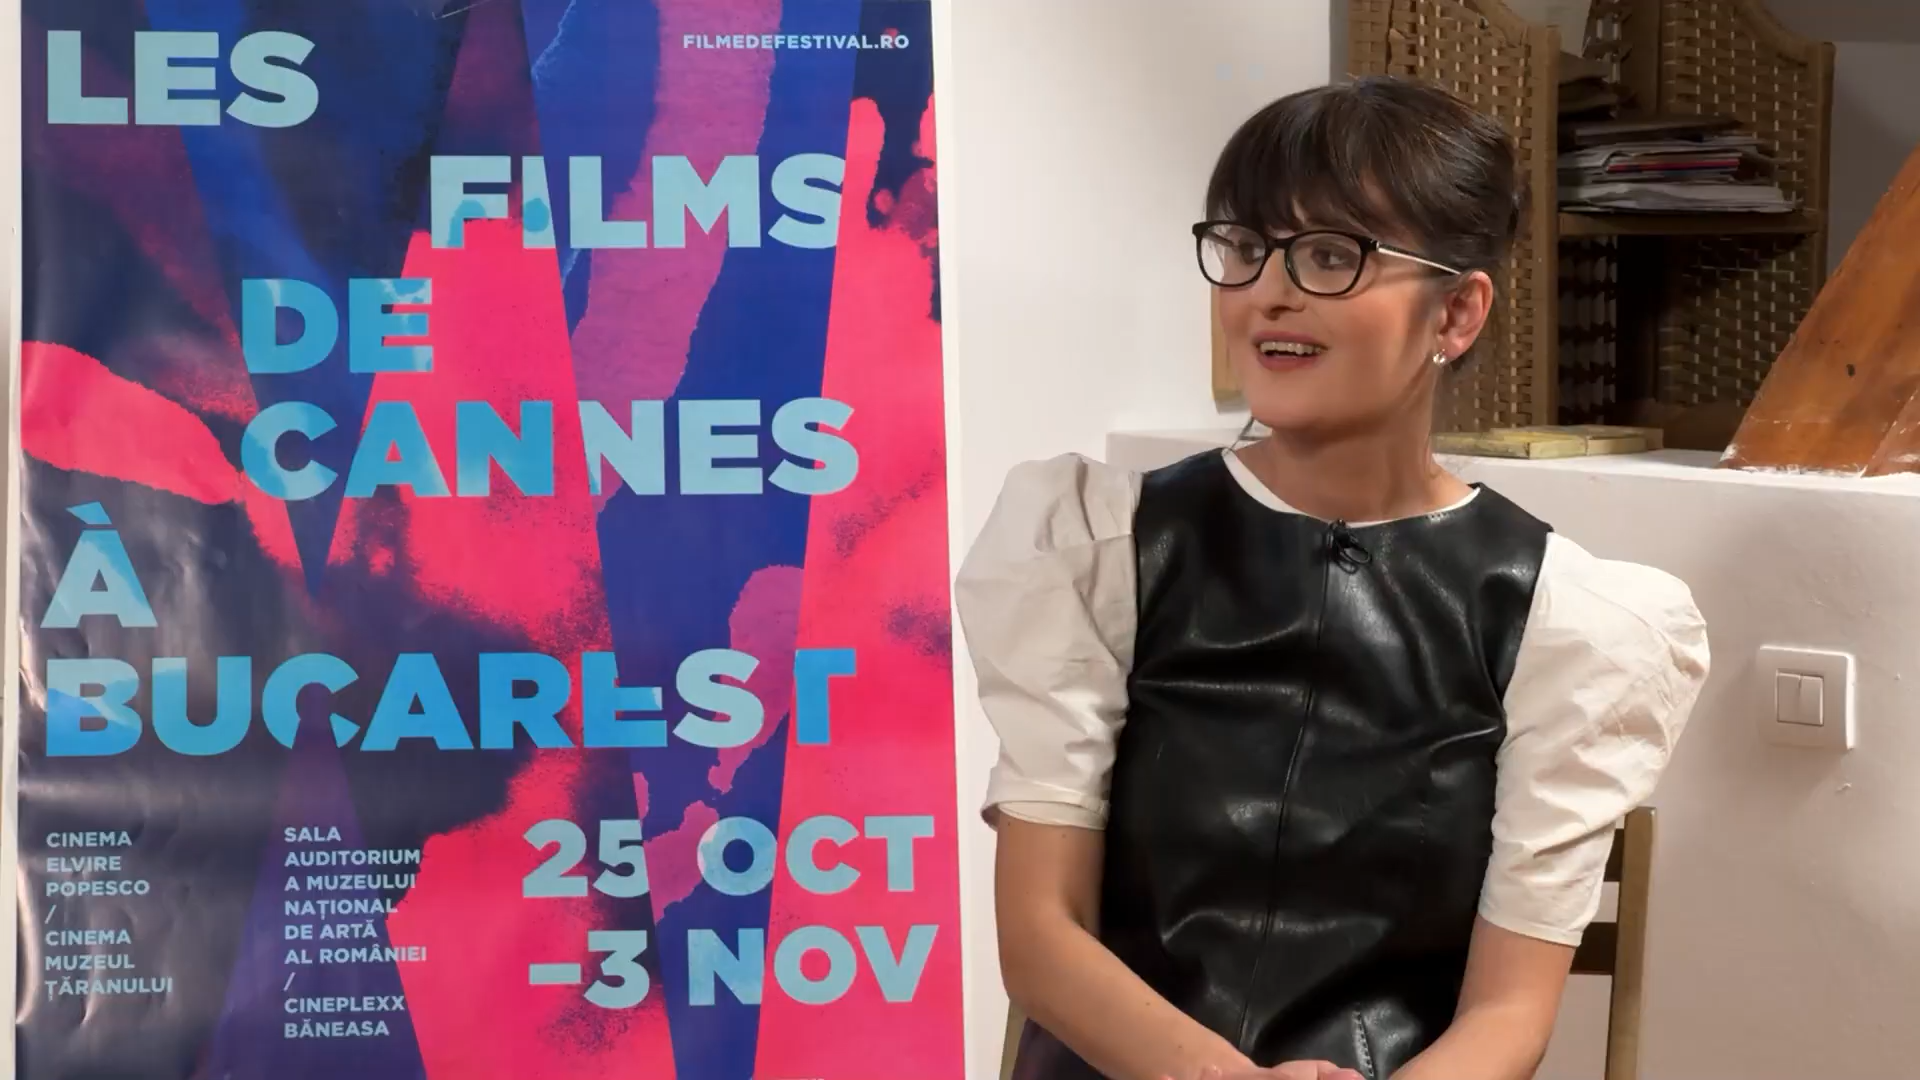 LES
FILMEDEFESTIVAL.RO
FILMS
DE
CANNES
À
BUCAREST
25 OCT
–3 NOV
CINEMA
ELVIRE
POPESCO
/
CINEMA
MUZEUL
ȚĂRANULUI
SALA
AUDITORIUM
A MUZEULUI
NAȚIONAL
DE ARTĂ
AL ROMÂNIEI
/
CINEPLEXX
BĂNEASA